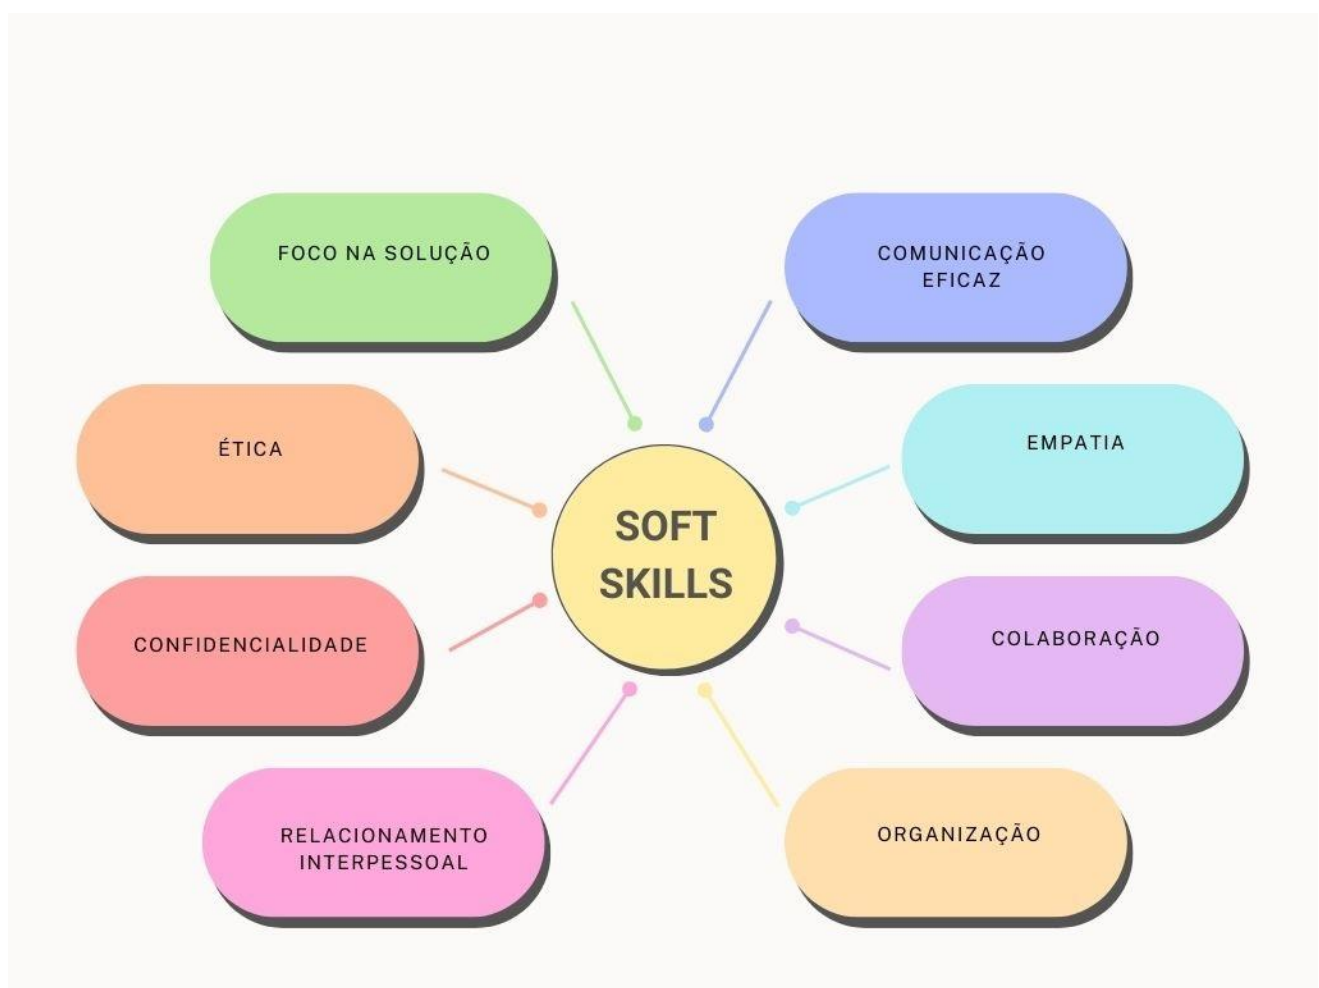 FOCO NA SOLUÇÃO
COMUNICAÇÃO
EFICAZ
ÉTICA
EMPATIA
SOFT
SKILLS
CONFIDENCIALIDADE
COLABORAÇÃO
RELACIONAMENTO
INTERPESSOAL
ORGANIZAÇÃO